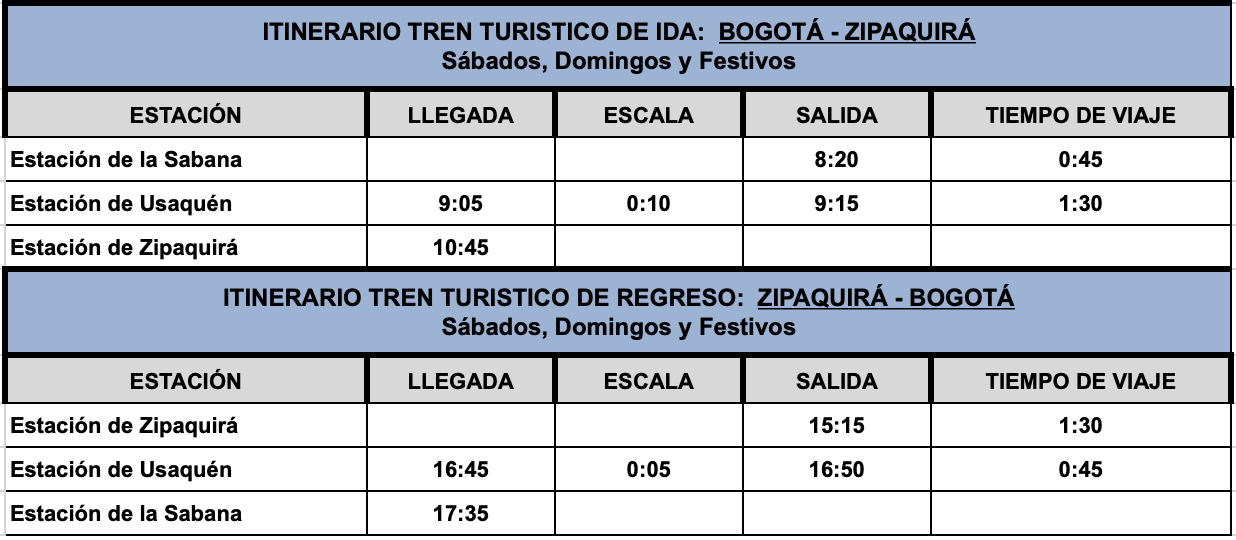 ITINERARIO TREN TURISTICO DE IDA: BOGOTÁ - ZIPAQUIRÁ
Sábados, Domingos y Festivos
ESTACIÓN LLEGADA ESCALA SALIDA TIEMPO DE VIAJE
Estación de la Sabana 8:20 0:45
Estación de Usaquén 9:05 0:10 9:15 1:30
Estación de Zipaquirá 10:45
ITINERARIO TREN TURISTICO DE REGRESO: ZIPAQUIRÁ - BOGOTÁ
Sábados, Domingos y Festivos
ESTACIÓN LLEGADA ESCALA SALIDA TIEMPO DE VIAJE
Estación de Zipaquirá 15:15 1:30
Estación de Usaquén 16:45 0:05 16:50 0:45
Estación de la Sabana 17:35